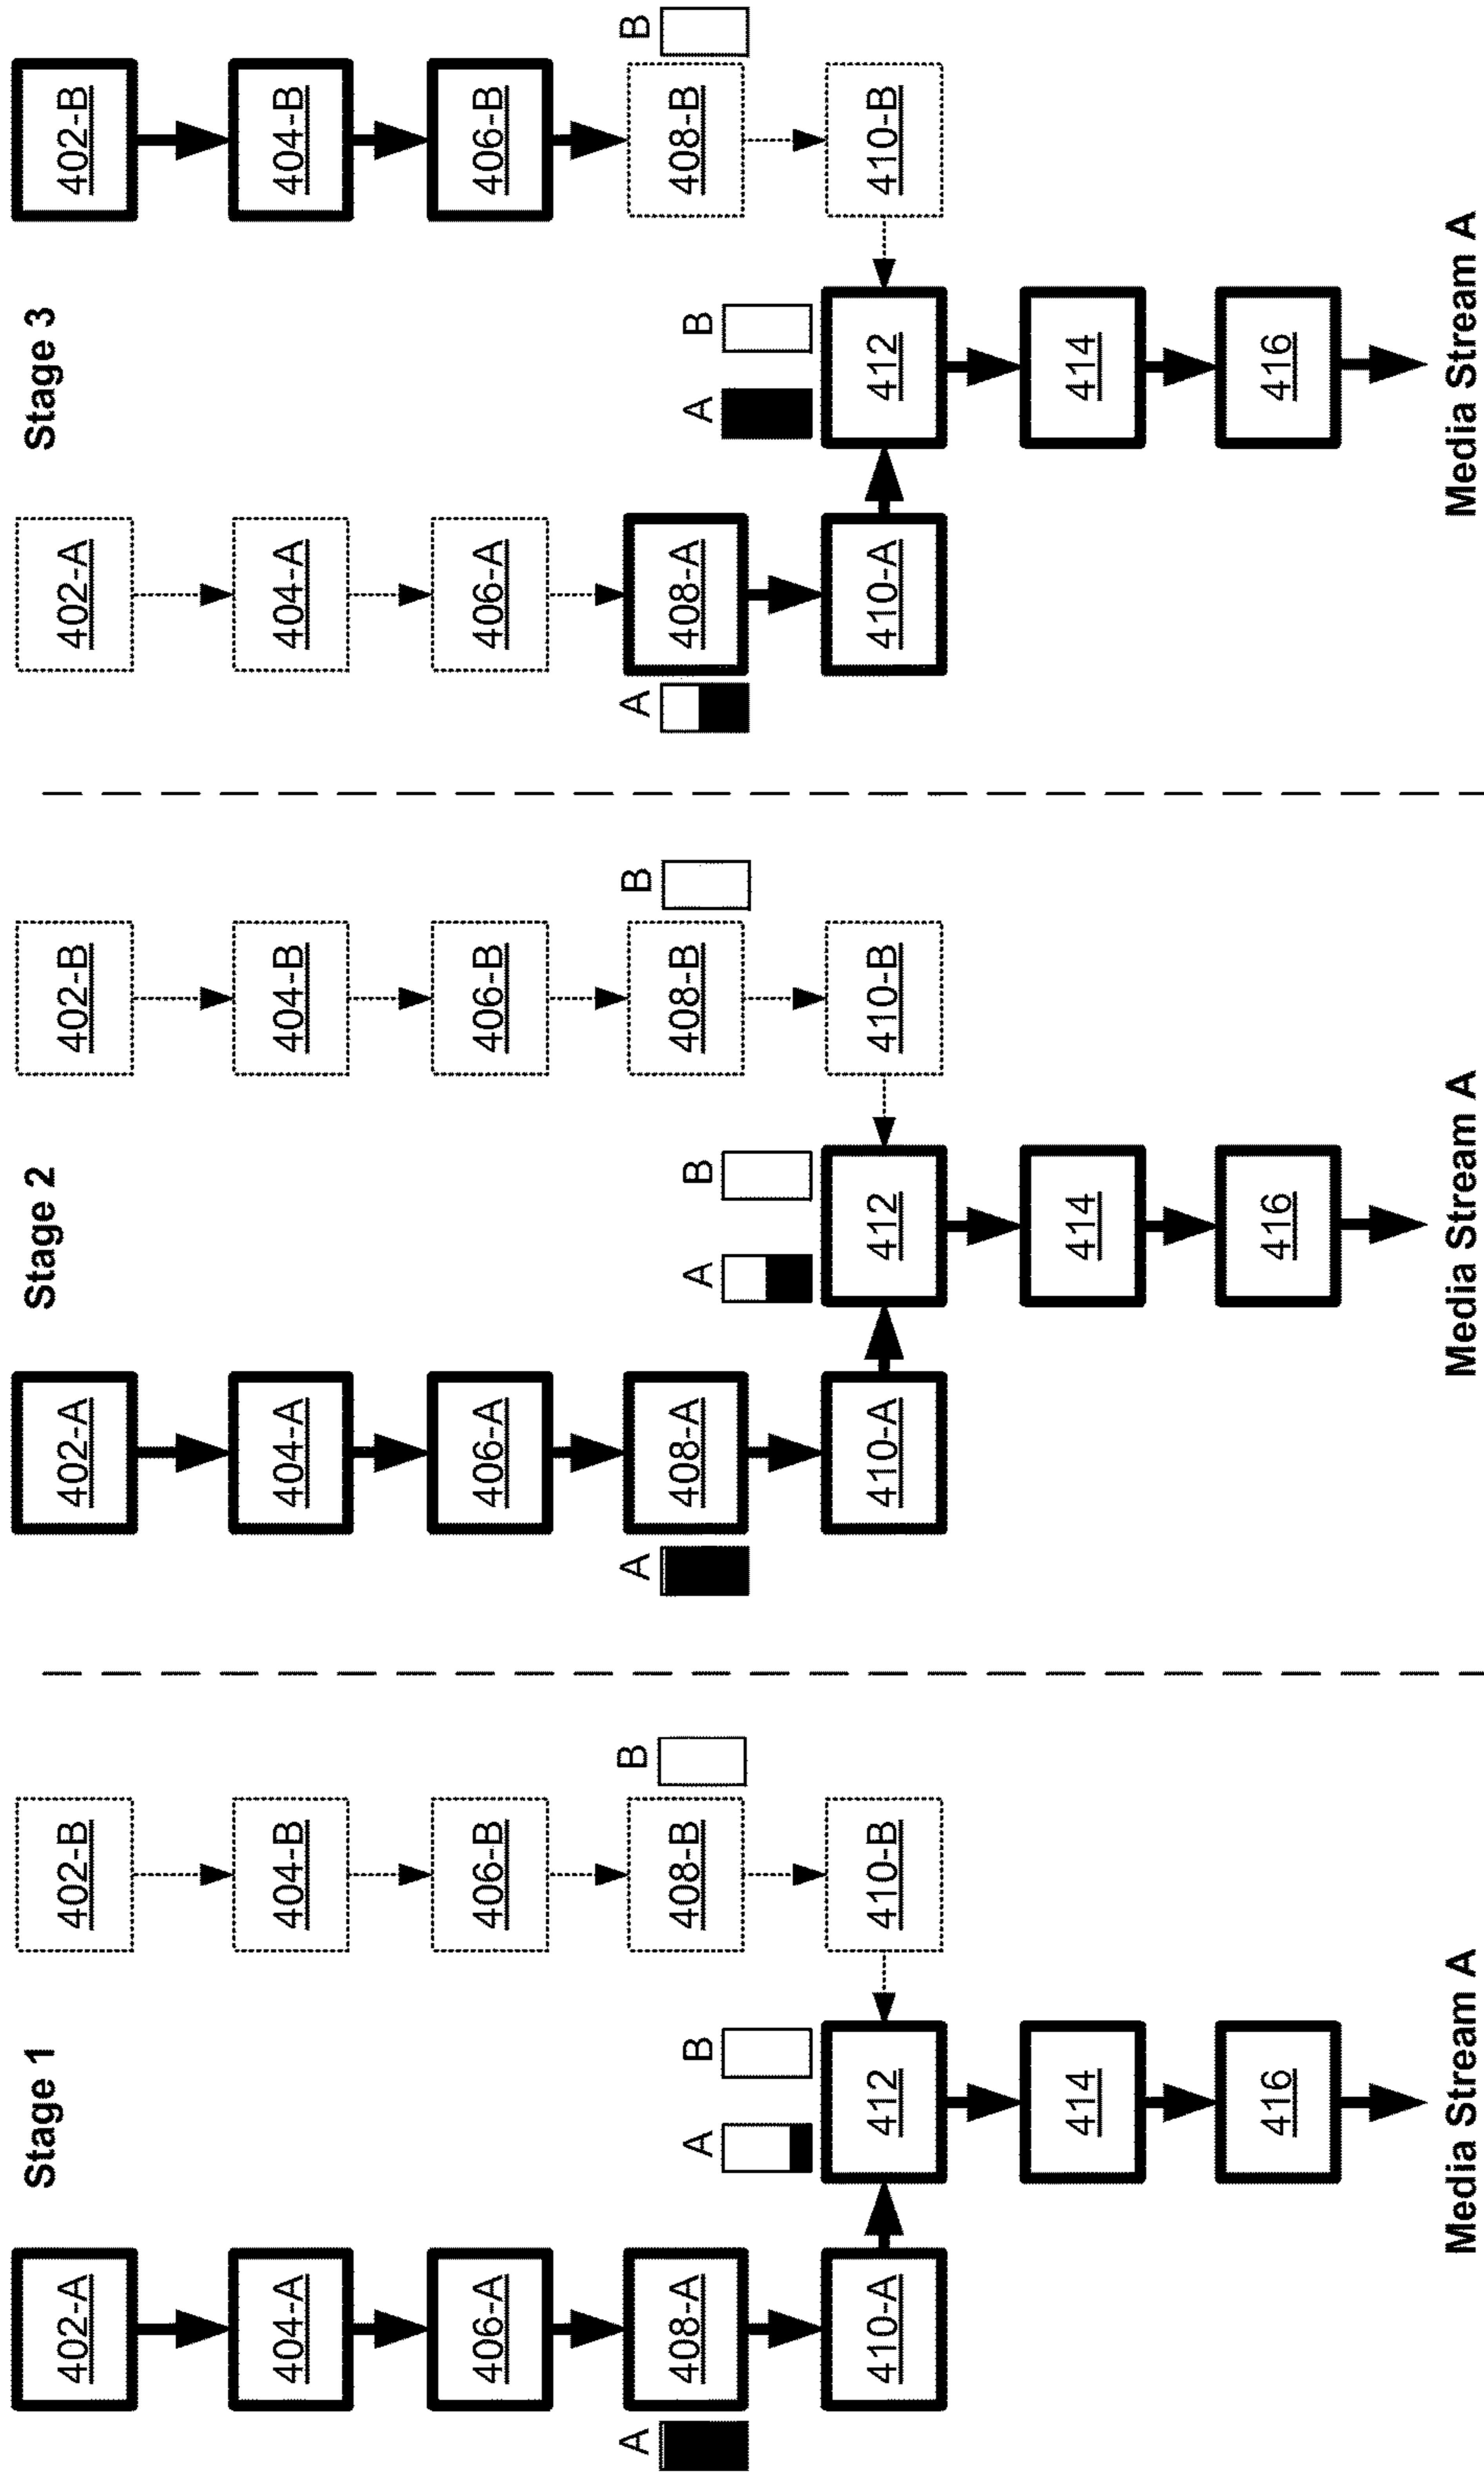 Stage 1
402-A
402-B
404-A
404-B
406-A
406-B
A
408-A
408-B
B
A
B
410-A
412
410-B
414
416
Media Stream A
Stage 2
402-A
402-B
404-A
404-B
406-A
406-B
A
408-A
408-B
B
A
B
410-A
412
410-B
414
416
Media Stream A
Stage 3
402-A
402-B
404-A
404-B
406-A
406-B
A
408-A
408-B
B
A
B
410-A
412
410-B
414
416
Media Stream A